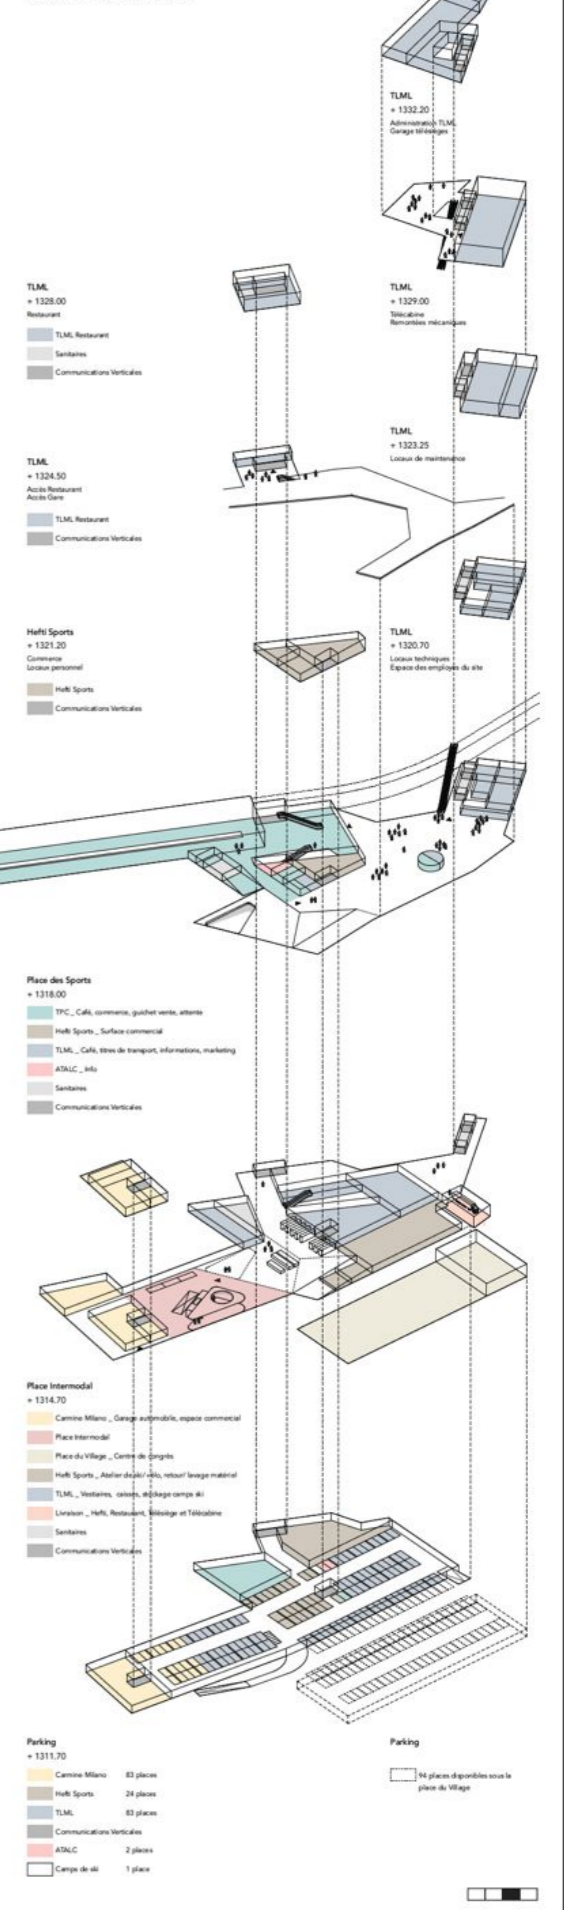 TLML
+ 1332.20
Administration TLML
Garage télésièges
TLML
+ 1328.00
Restaurant
TLML Restaurant
Sanitaires
Communications Verticales
TLML
+ 1329.00
Télécabine
Remontées mécaniques
TLML
+ 1323.25
Locaux de maintenance
TLML
+ 1324.50
Accès Restaurant
Accès Gare
TLML Restaurant
Communications Verticales
Hefti Sports
+ 1321.20
Commerce
Locaux personnel
Hefti Sports
Communications Verticales
TLML
+ 1320.70
Locaux techniques
Espace des employés du site
Place des Sports
+ 1318.00
TPC _ Café, commerce, guichet vente, attente
Hefti Sports _ Surface commercial
TLML _ Café, titres de transport, informations, marketing
ATALC _ Info
Sanitaires
Communications Verticales
Place Intermodal
+ 1314.70
Carmine Milano _ Garage automobile, espace commercial
Place Intermodal
Place du Village _ Centre de congrès
Hefti Sports _ Atelier de ski/ vélo, retour/ lavage matériel
TLML _ Vestiaires, caisses, stockage camps ski
Livraison _ Hefti, Restaurant, Télésiège et Télécabine
Sanitaires
Communications Verticales
Parking
+ 1311.70
Carmine Milano 83 places
Hefti Sports 24 places
TLML 83 places
Communications Verticales
ATALC 2 places
Camps de ski 1 place
Parking
94 places disponibles sous la
place du Village